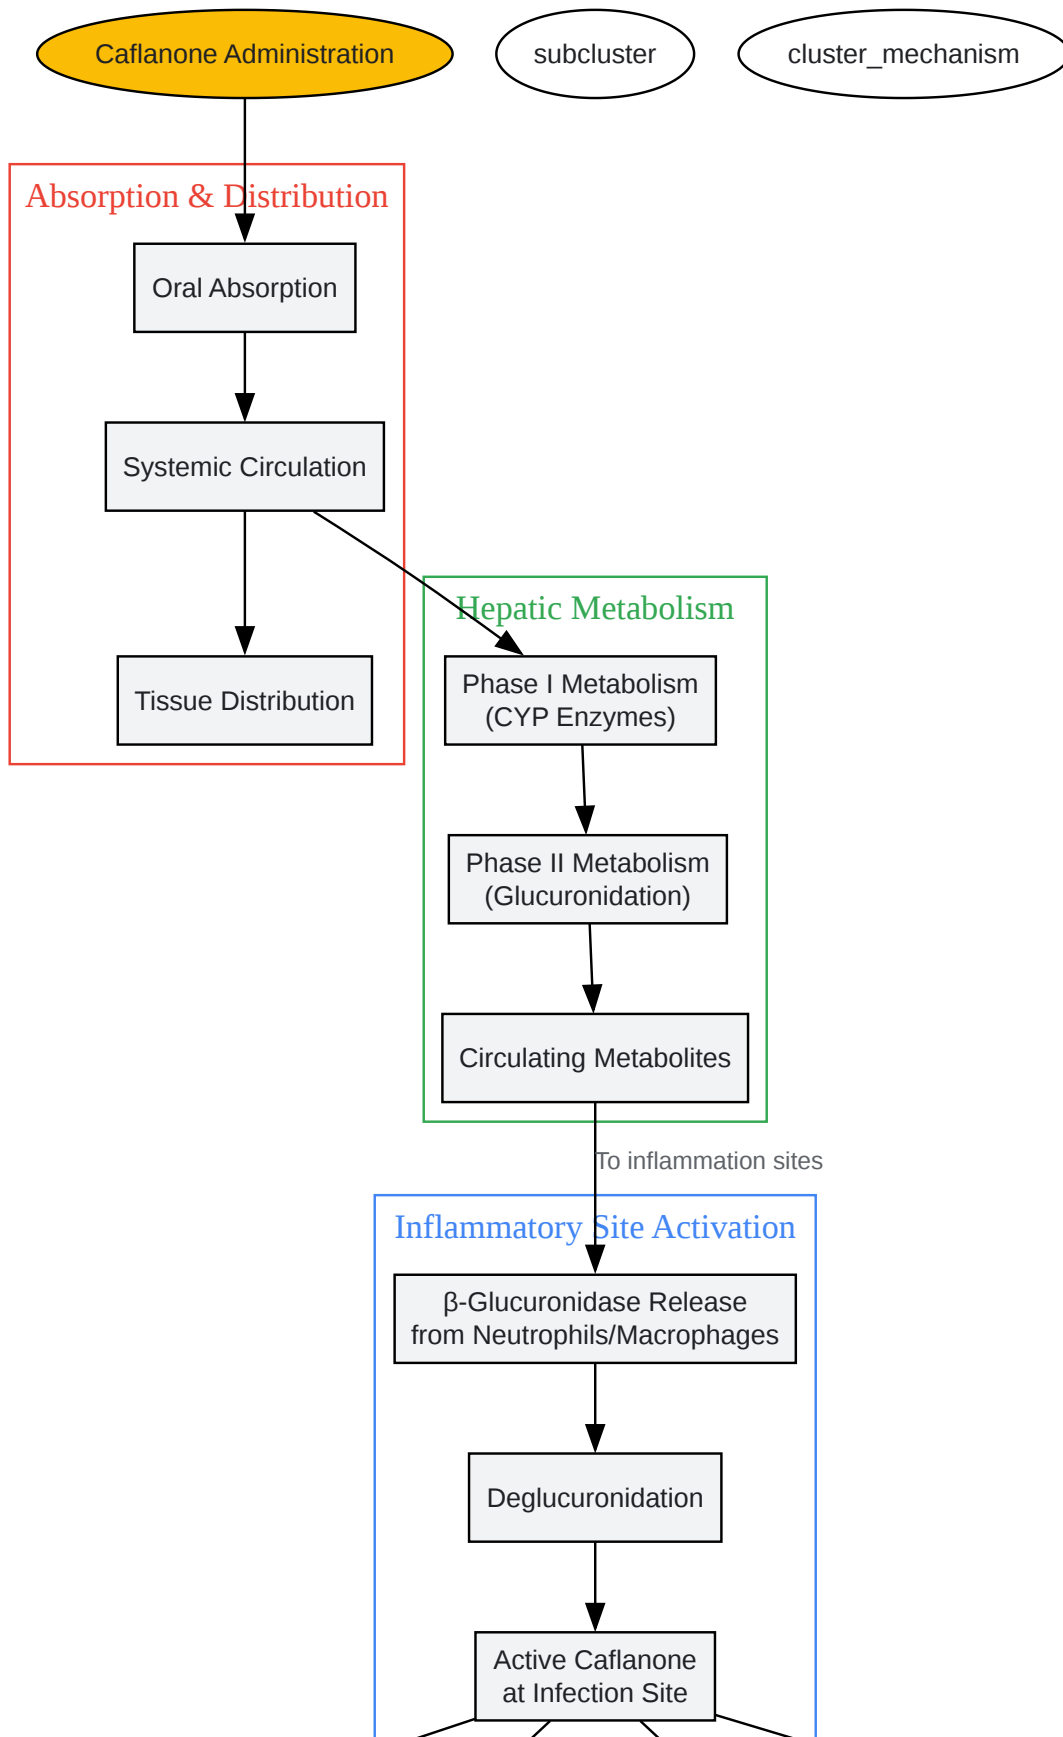 Caflanone Administration
subcluster
cluster_mechanism
Absorption & Distribution
Oral Absorption
Systemic Circulation
Tissue Distribution
Hepatic Metabolism
Phase I Metabolism
(CYP Enzymes)
Phase II Metabolism
(Glucuronidation)
Circulating Metabolites
To inflammation sites
Inflammatory Site Activation
β-Glucuronidase Release
from Neutrophils/Macrophages
Deglucuronidation
Active Caflanone
at Infection Site